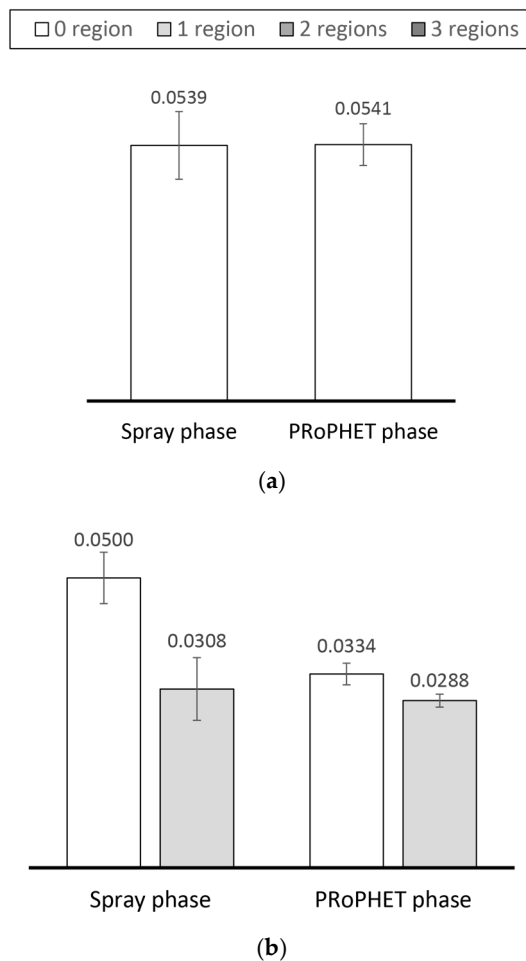 0 region 1 region 2 regions 3 regions
0.0539 0.0541
Spray phase PRoPHET phase
(a)
0.0500 0.0308 0.0334 0.0288
Spray phase PRoPHET phase
(b)